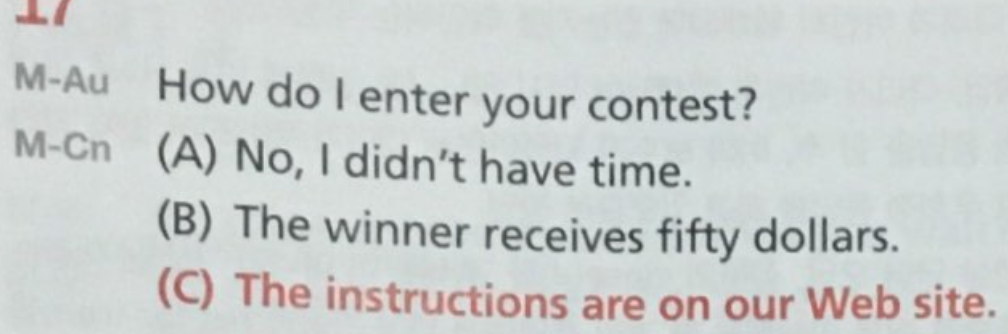 17
M-Au How do I enter your contest?
M-Cn (A) No, I didn't have time.
(B) The winner receives fifty dollars.
(C) The instructions are on our Web site.